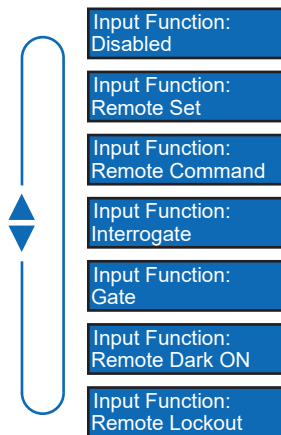 Input Function:
Disabled
Input Function:
Remote Set
Input Function:
Remote Command
Input Function:
Interrogate
Input Function:
Gate
Input Function:
Remote Dark ON
Input Function:
Remote Lockout